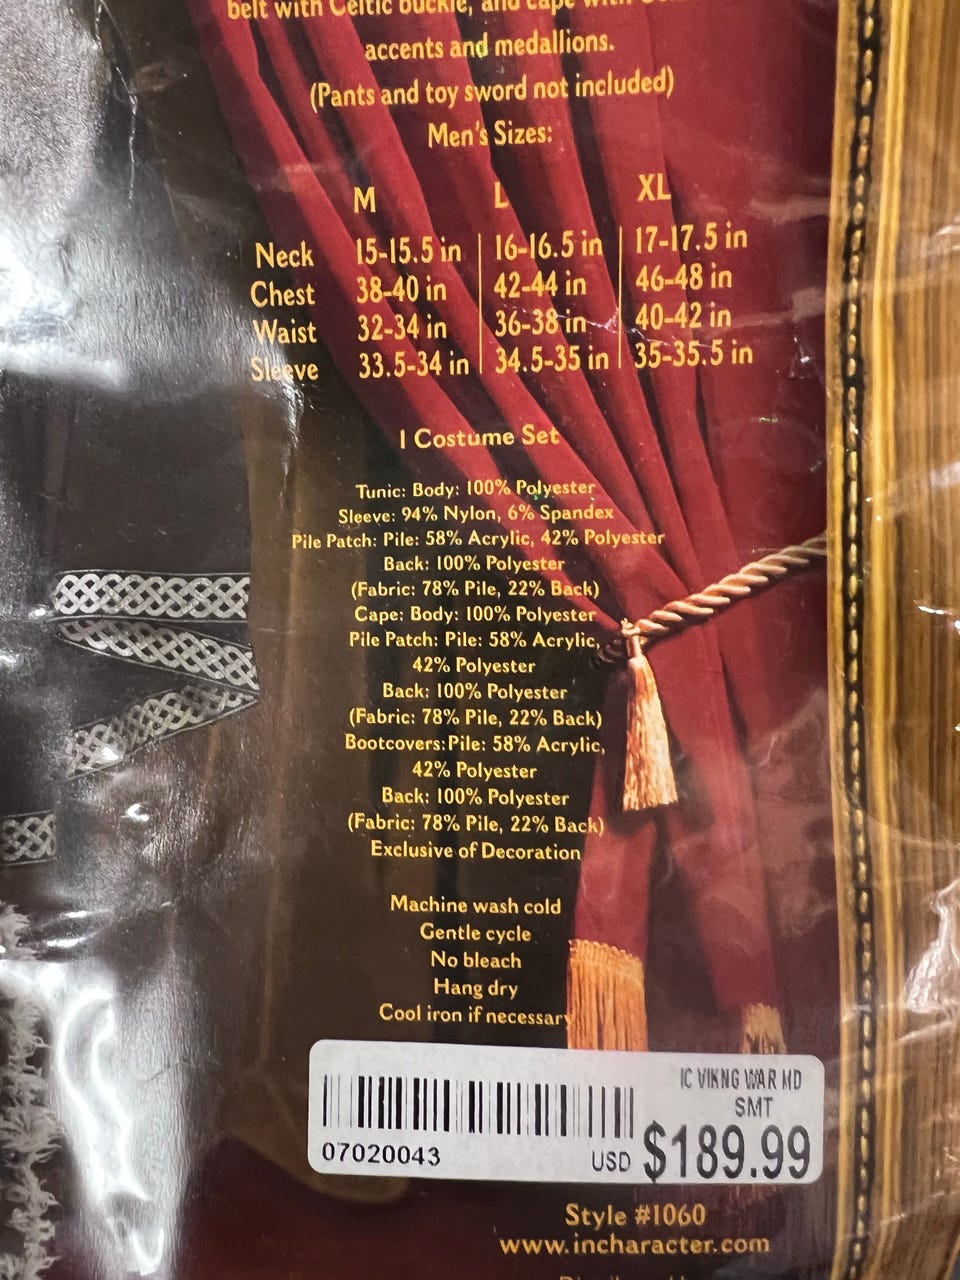 belt with Celtic buckle, and cape with
accents and medallions.
(Pants and toy sword not included)
Men's Sizes:
M L XL
Neck 15-15.5 in 16-16.5 in 17-17.5 in
Chest 38-40 in 42-44 in 46-48 in
Waist 32-34 in 36-38 in 40-42 in
Sleeve 33.5-34 in 34.5-35 in 35-35.5 in
1 Costume Set
Tunic: Body: 100% Polyester
Sleeve: 94% Nylon, 6% Spandex
Pile Patch: Pile: 58% Acrylic, 42% Polyester
Back: 100% Polyester
(Fabric: 78% Pile, 22% Back)
Cape: Body: 100% Polyester
Pile Patch: Pile: 58% Acrylic,
42% Polyester
Back: 100% Polyester
(Fabric: 78% Pile, 22% Back)
Bootcovers:Pile: 58% Acrylic,
42% Polyester
Back: 100% Polyester
(Fabric: 78% Pile, 22% Back)
Exclusive of Decoration
Machine wash cold
Gentle cycle
No bleach
Hang dry
Cool iron if necessary
IC VIKNG WAR MD
SMT
07020043 USD $189.99
Style #1060
www.incharacter.com